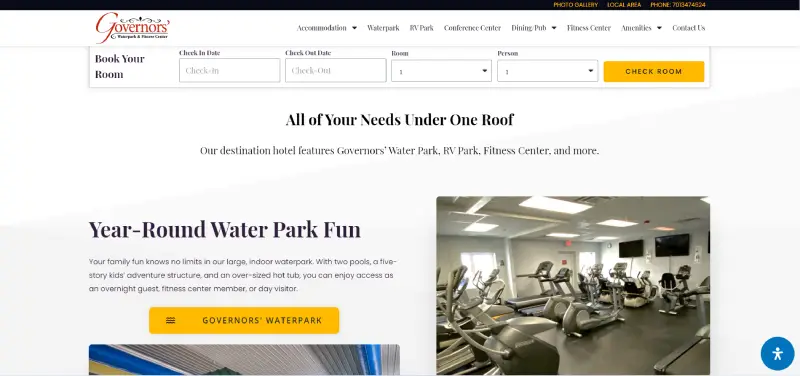 PHOTO GALLERY LOCAL AREA PHONE: 7013474524
Governors'
Waterpark & Fitness Center
Accommodation Waterpark RV Park Conference Center Dining/Pub Fitness Center Amenities Contact Us
Book Your
Room
Check In Date Check Out Date Room Person
Check-In Check-Out 1 1 CHECK ROOM
All of Your Needs Under One Roof
Our destination hotel features Governors' Water Park, RV Park, Fitness Center, and more.
Year-Round Water Park Fun
Your family fun knows no limits in our large, indoor waterpark. With two pools, a five-
story kids' adventure structure, and an over-sized hot tub, you can enjoy access as
an overnight guest, fitness center member, or day visitor.
GOVERNORS' WATERPARK